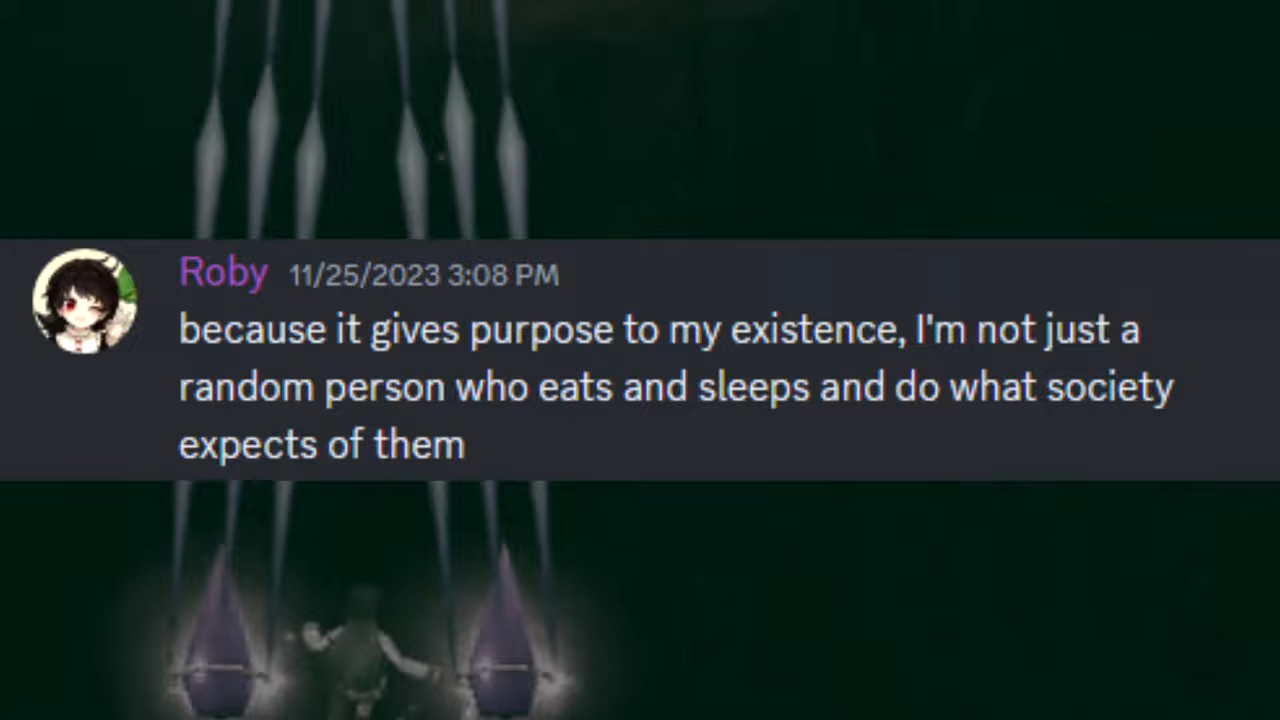 Roby 11/25/2023 3:08 PM
because it gives purpose to my existence, I'm not just a
random person who eats and sleeps and do what society
expects of them